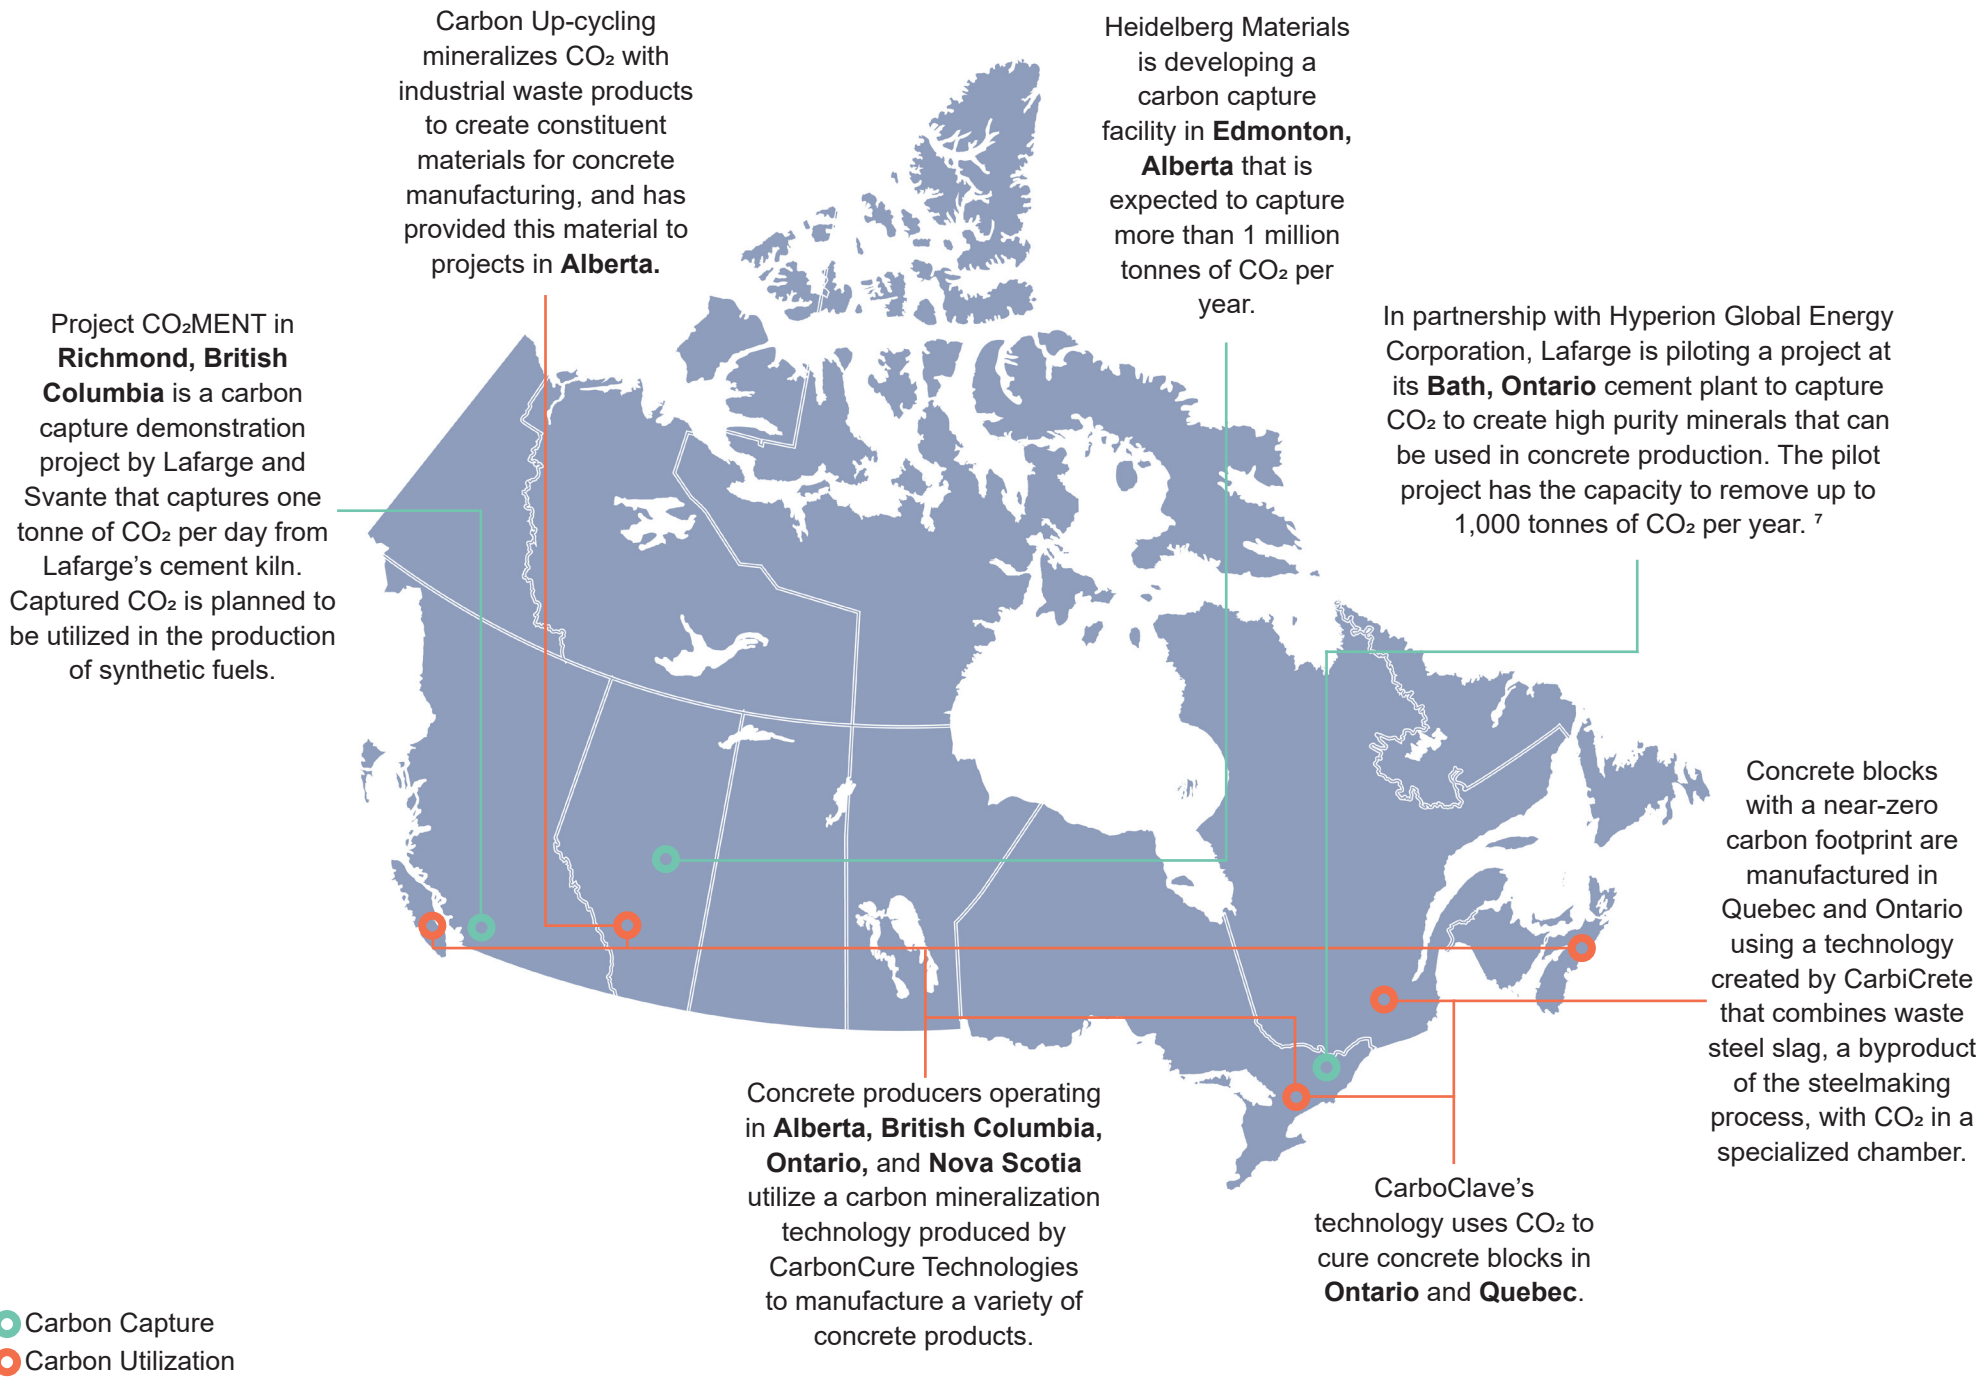 Carbon Up-cycling
mineralizes CO₂ with
industrial waste products
to create constituent
materials for concrete
manufacturing, and has
provided this material to
projects in Alberta.
Heidelberg Materials
is developing a
carbon capture
facility in Edmonton,
Alberta that is
expected to capture
more than 1 million
tonnes of CO₂ per
year.
Project CO₂MENT in
Richmond, British
Columbia is a carbon
capture demonstration
project by Lafarge and
Svante that captures one
tonne of CO₂ per day from
Lafarge’s cement kiln.
Captured CO₂ is planned to
be utilized in the production
of synthetic fuels.
In partnership with Hyperion Global Energy
Corporation, Lafarge is piloting a project at
its Bath, Ontario cement plant to capture
CO₂ to create high purity minerals that can
be used in concrete production. The pilot
project has the capacity to remove up to
1,000 tonnes of CO₂ per year. ⁷
Concrete blocks
with a near-zero
carbon footprint are
manufactured in
Quebec and Ontario
using a technology
created by CarbiCrete
that combines waste
steel slag, a byproduct
of the steelmaking
process, with CO₂ in a
specialized chamber.
Concrete producers operating
in Alberta, British Columbia,
Ontario, and Nova Scotia
utilize a carbon mineralization
technology produced by
CarbonCure Technologies
to manufacture a variety of
concrete products.
CarboClave’s
technology uses CO₂ to
cure concrete blocks in
Ontario and Quebec.
Carbon Capture
Carbon Utilization